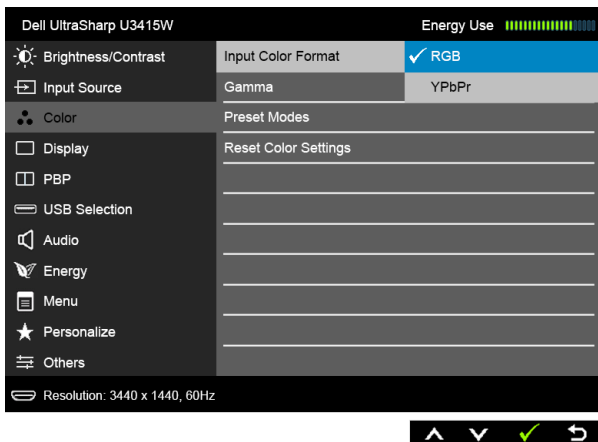 Dell UltraSharp U3415W
Energy Use
Brightness/Contrast
Input Color Format
RGB
Input Source
Gamma
YPbPr
Color
Preset Modes
Display
Reset Color Settings
PBP
USB Selection
Audio
Energy
Menu
Personalize
Others
Resolution: 3440 x 1440, 60Hz